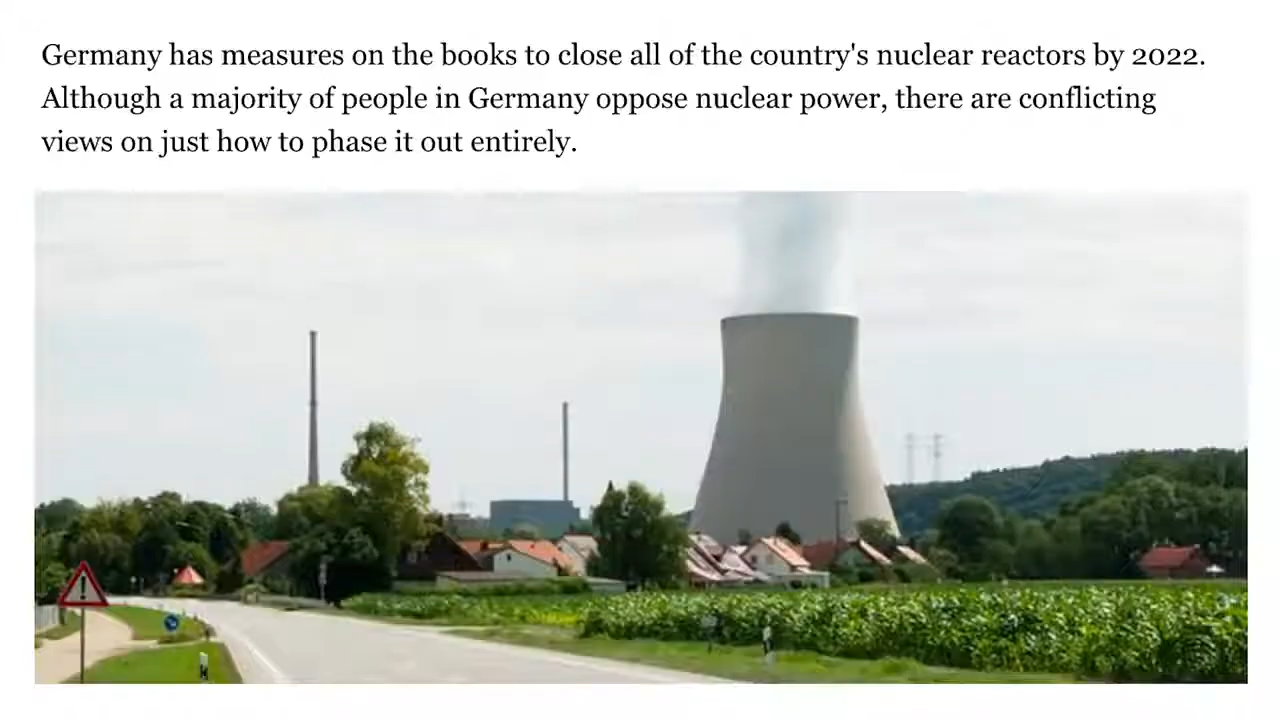 Germany has measures on the books to close all of the country's nuclear reactors by 2022.
Although a majority of people in Germany oppose nuclear power, there are conflicting
views on just how to phase it out entirely.